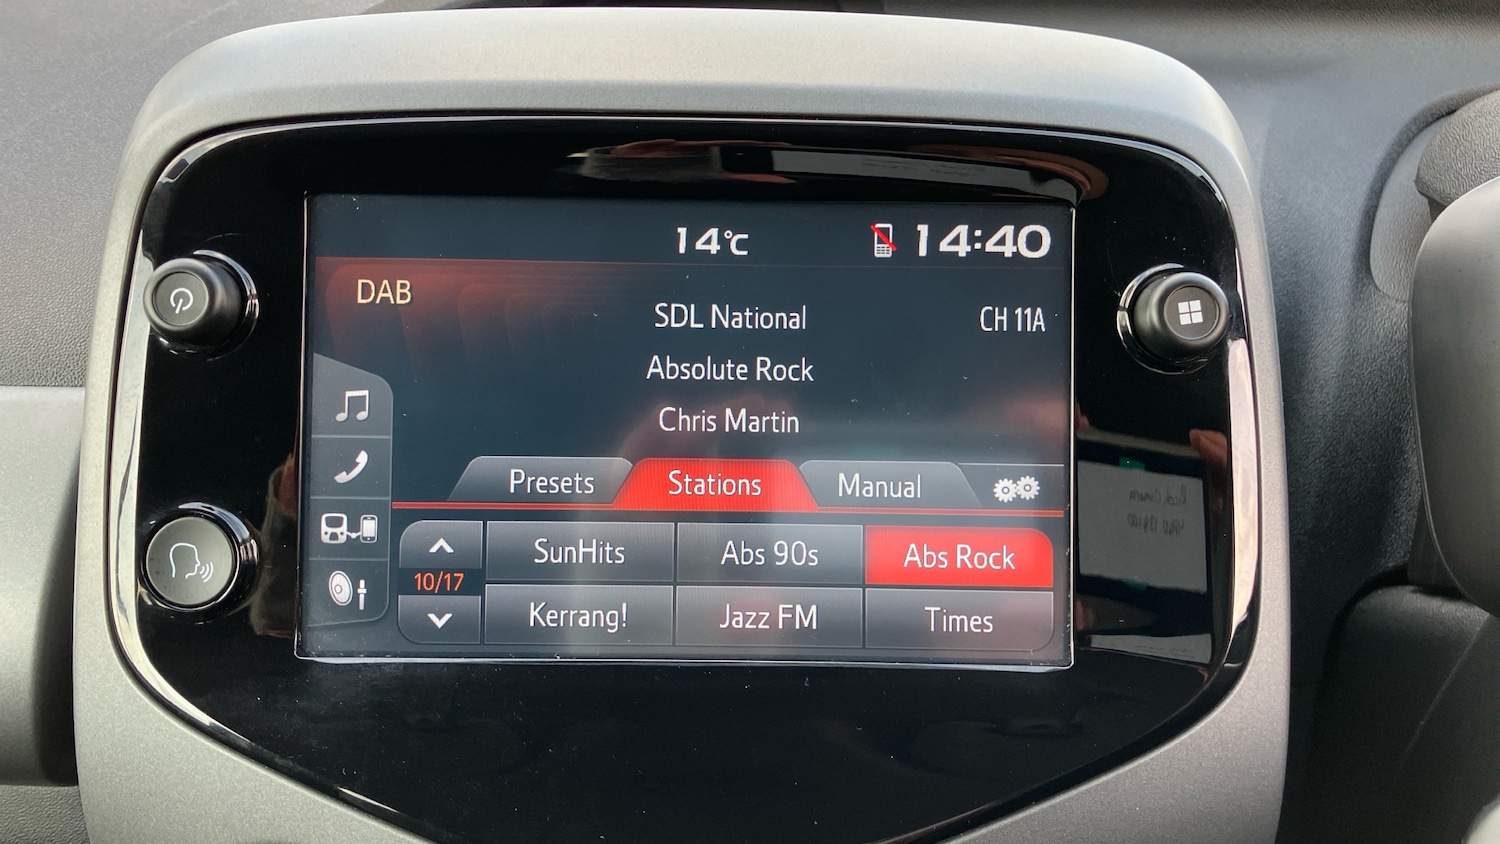 14°C 14:40
DAB
SDL National CH 11A
Absolute Rock
Chris Martin
Presets Stations Manual
SunHits Abs 90s Abs Rock
10/17
Kerrang! Jazz FM Times